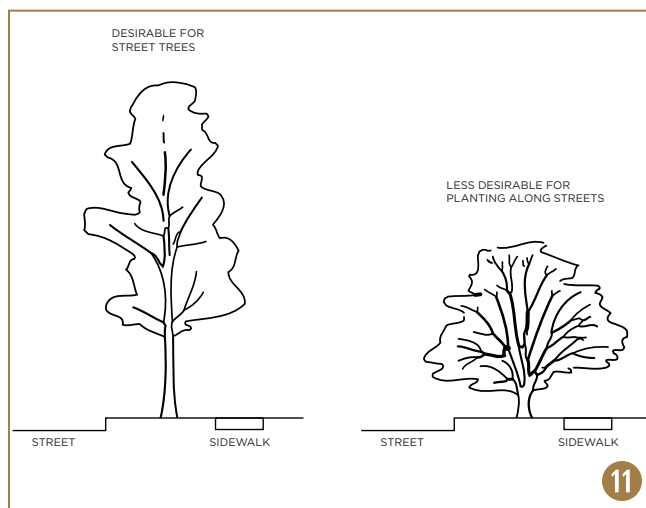 DESIRABLE FOR
STREET TREES
LESS DESIRABLE FOR
PLANTING ALONG STREETS
STREET
SIDEWALK
STREET
SIDEWALK
11